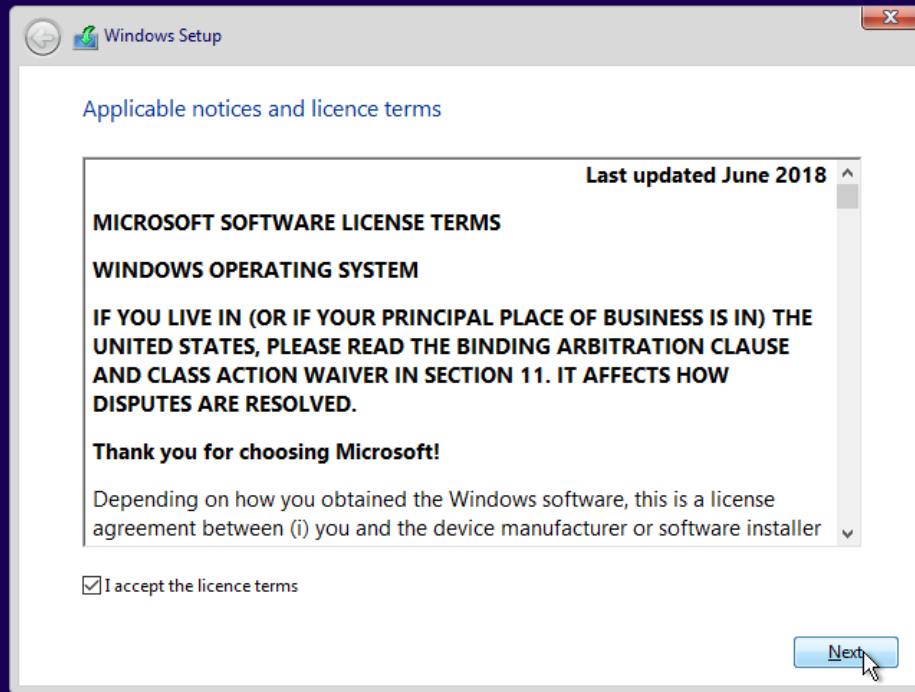 Windows Setup
Applicable notices and licence terms
Last updated June 2018
MICROSOFT SOFTWARE LICENSE TERMS
WINDOWS OPERATING SYSTEM
IF YOU LIVE IN (OR IF YOUR PRINCIPAL PLACE OF BUSINESS IS IN) THE
UNITED STATES, PLEASE READ THE BINDING ARBITRATION CLAUSE
AND CLASS ACTION WAIVER IN SECTION 11. IT AFFECTS HOW
DISPUTES ARE RESOLVED.
Thank you for choosing Microsoft!
Depending on how you obtained the Windows software, this is a license
agreement between (i) you and the device manufacturer or software installer
I accept the licence terms
Next